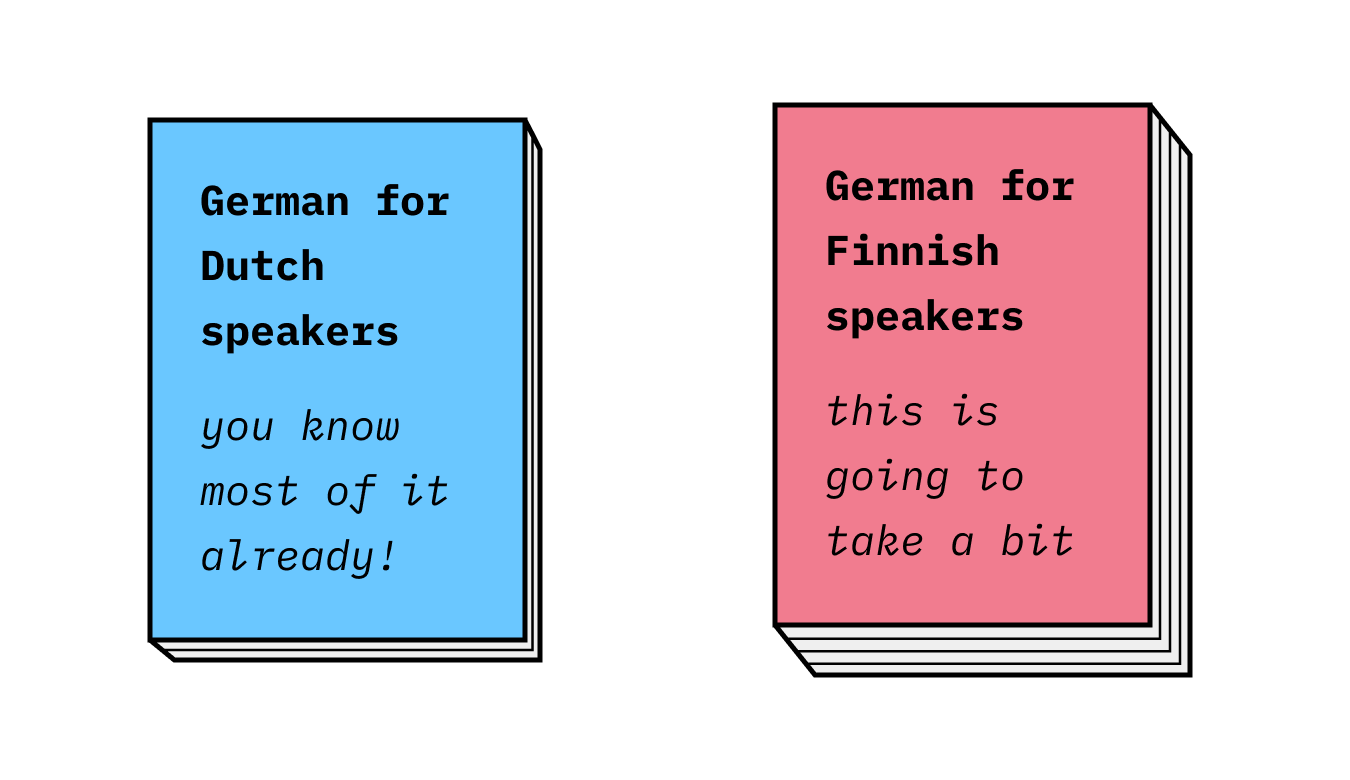 German for
Dutch
speakers
you know
most of it
already!
German for
Finnish
speakers
this is
going to
take a bit